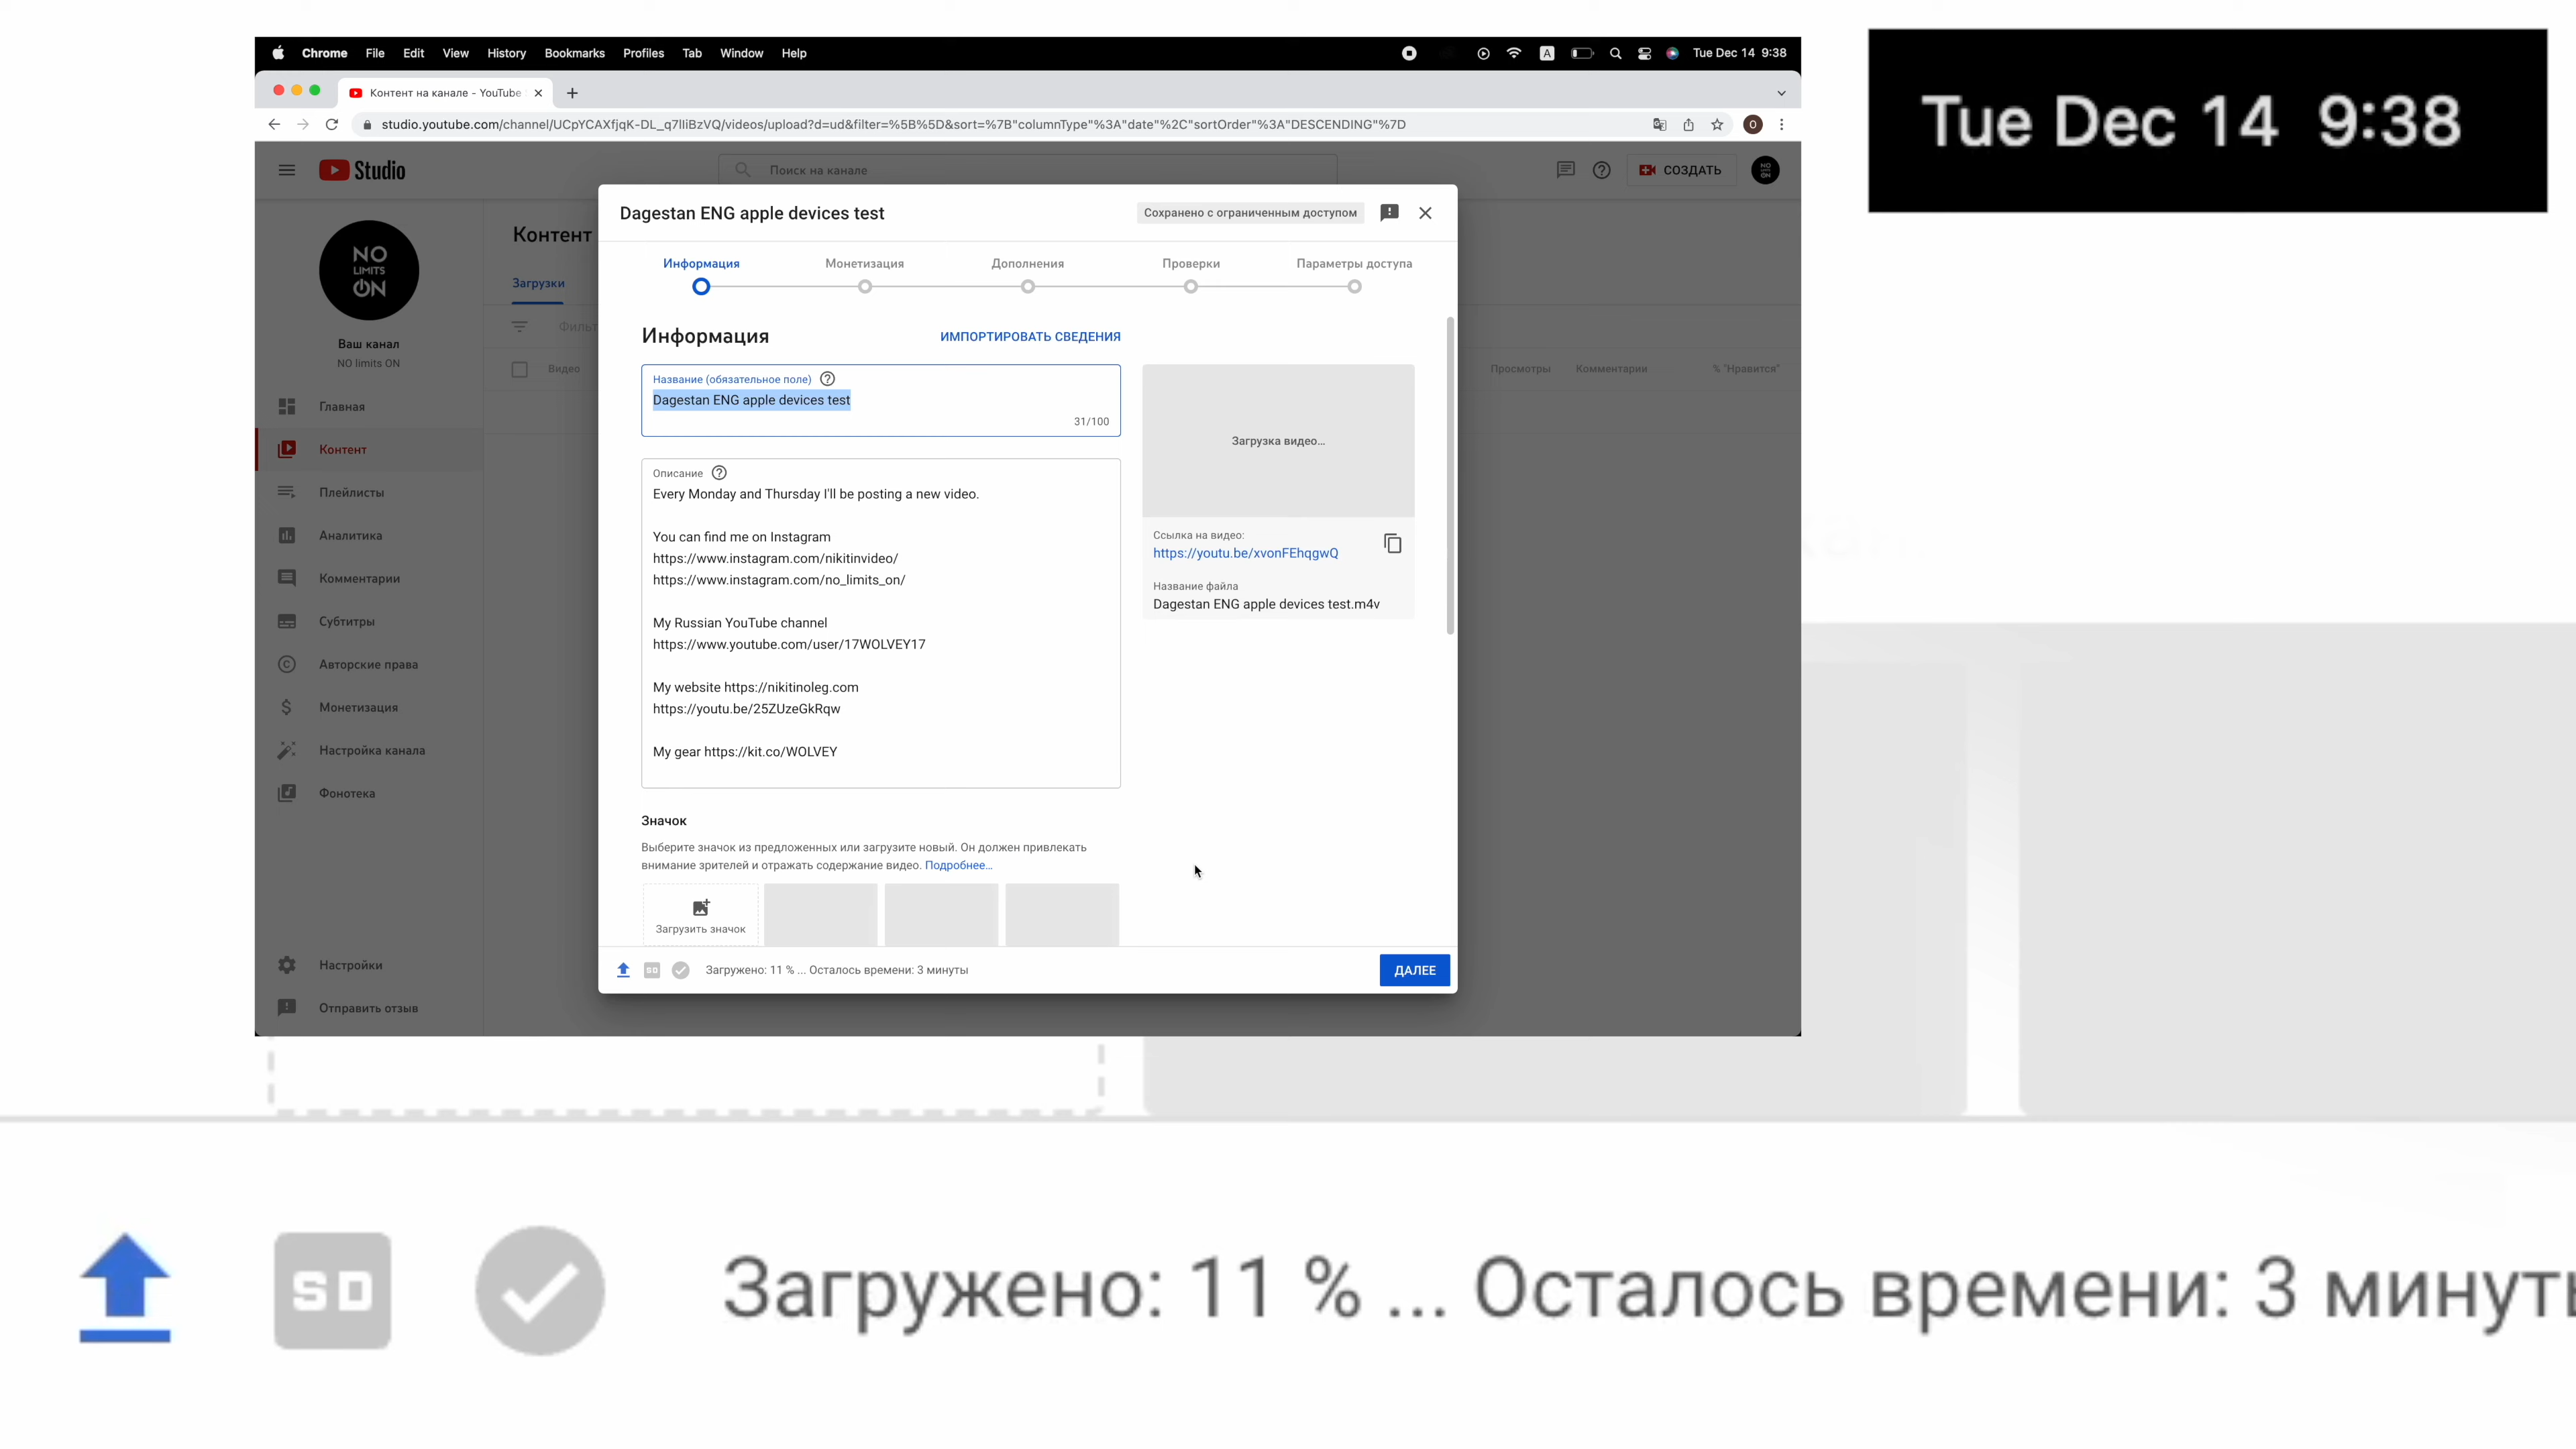 Chrome File Edit View History Bookmarks Profiles Tab Window Help
A
Tue Dec 14 9:38
Tue Dec 14 9:38
Контент на канале - YouTube
studio.youtube.com/channel/UCpYCAXfjqK-DL_q7lIiBzVQ/videos/upload?d=ud&filter=%5B%5D&sort=%7B"columnType"%3A"date"%2C"sortOrder"%3A"DESCENDING"%7D
O
Studio
Поиск на канале
СОЗДАТЬ
NO
LIMITS
ON
Ваш канал
NO limits ON
Главная
Контент
Плейлисты
Аналитика
Комментарии
Субтитры
Авторские права
Монетизация
Настройка канала
Фонотека
Настройки
Отправить отзыв
Контент
Загрузки
Видео
Просмотры Комментарии % "Нравится"
Dagestan ENG apple devices test
Сохранено с ограниченным доступом
Информация Монетизация Дополнения Проверки Параметры доступа
Информация
ИМПОРТИРОВАТЬ СВЕДЕНИЯ
Название (обязательное поле)
Dagestan ENG apple devices test
31/100
Описание
Every Monday and Thursday I'll be posting a new video.
You can find me on Instagram
https://www.instagram.com/nikitinvideo/
https://www.instagram.com/no_limits_on/
My Russian YouTube channel
https://www.youtube.com/user/17WOLVEY17
My website https://nikitinoleg.com
https://youtu.be/25ZUzeGkRqw
My gear https://kit.co/WOLVEY
Загрузка видео...
Ссылка на видео:
https://youtu.be/xvonFEhqgwQ
Название файла
Dagestan ENG apple devices test.m4v
Значок
Выберите значок из предложенных или загрузите новый. Он должен привлекать
внимание зрителей и отражать содержание видео. Подробнее...
Загрузить значок
SD
Загружено: 11 % ... Осталось времени: 3 минуты
ДАЛЕЕ
SD
Загружено: 11 % ... Осталось времени: 3 минуты